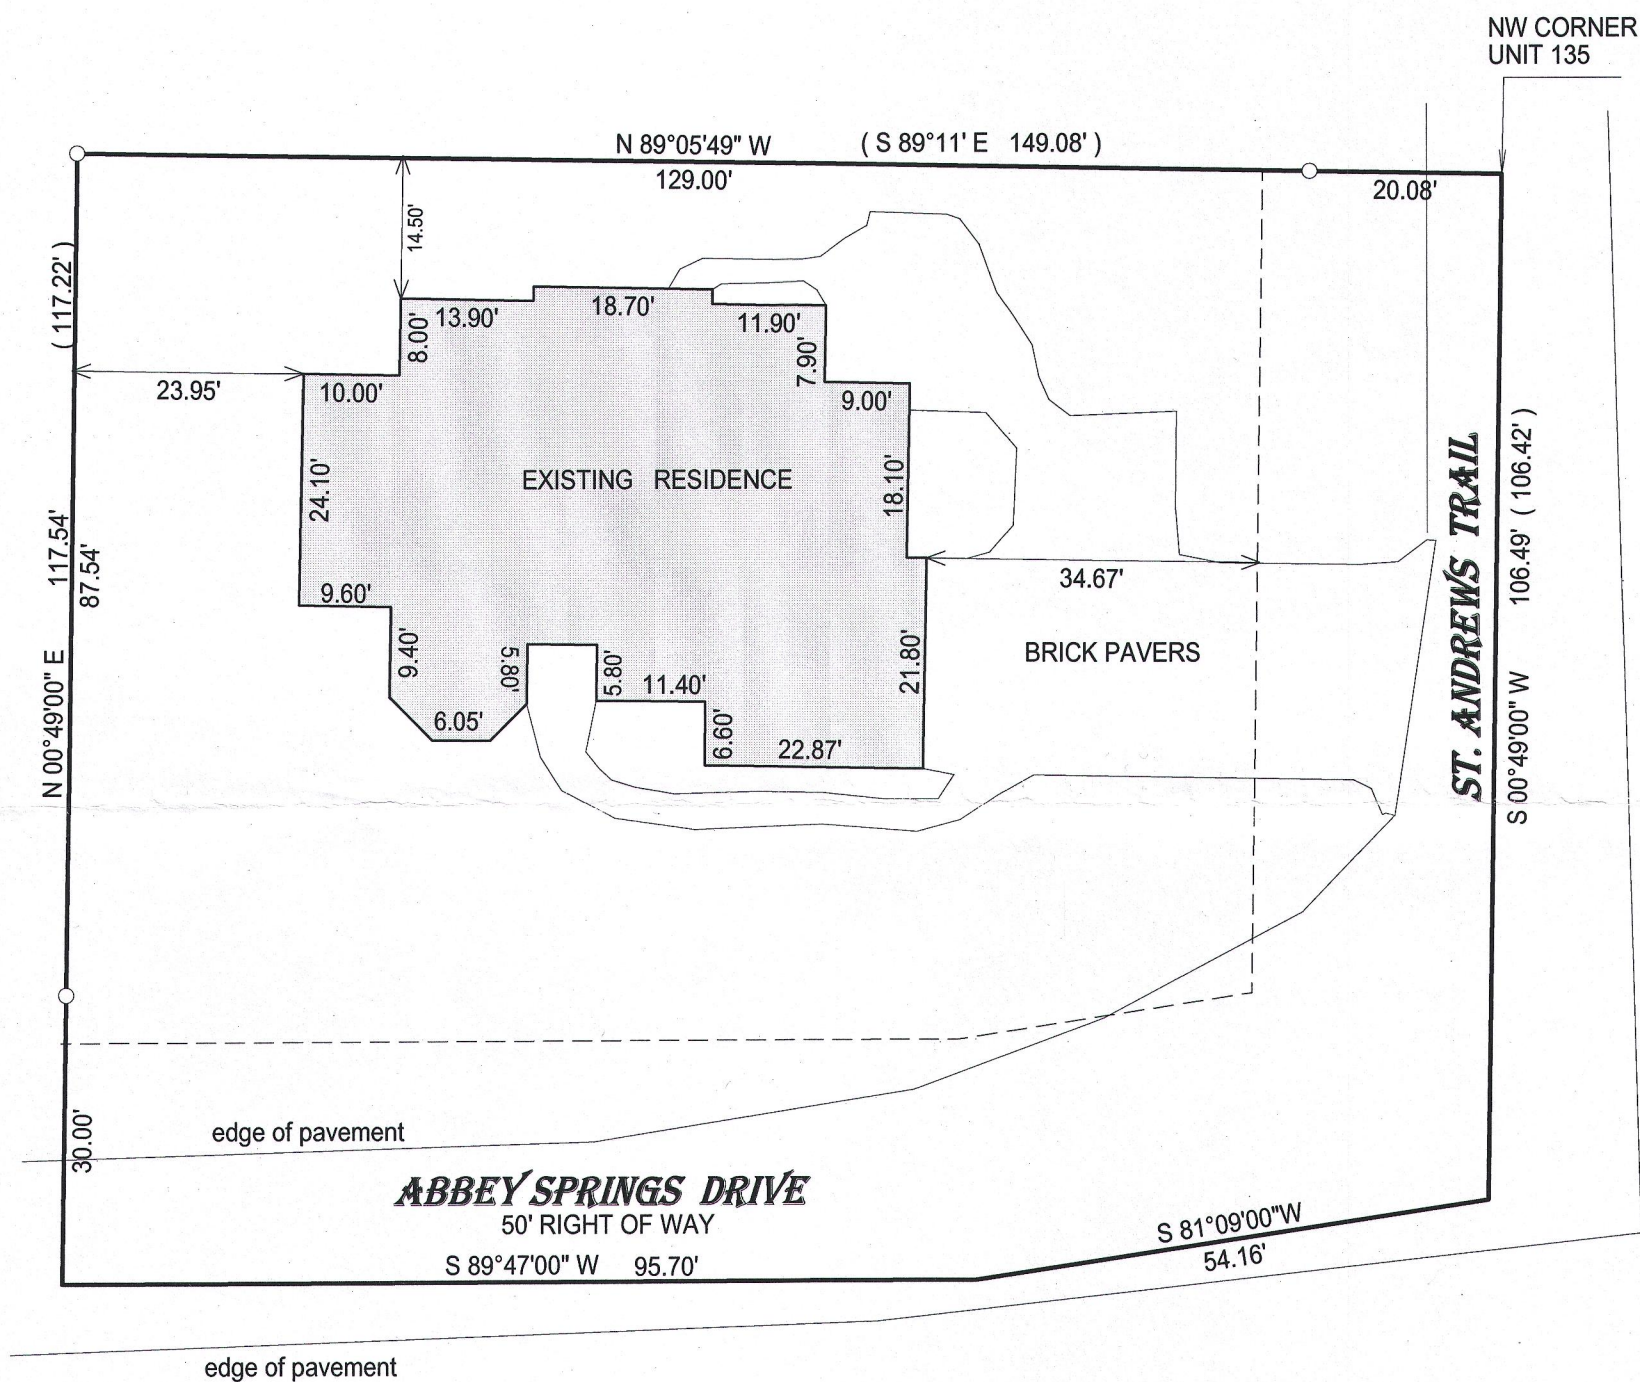 NW CORNER
UNIT 135
N 89°05'49" W ( S 89°11' E 149.08' )
129.00'
20.08'
14.50'
( 117.22' )
18.70'
13.90'
11.90'
8.00'
7.90'
23.95'
10.00'
9.00'
EXISTING RESIDENCE
24.10'
18.10'
34.67'
N 00°49'00" E 117.54'
87.54'
9.60'
9.40'
5.80'
5.80'
11.40'
21.80'
BRICK PAVERS
6.05'
6.60'
22.87'
ST. ANDREWS TRAIL
S 00°49'00" W 106.49' ( 106.42' )
30.00'
edge of pavement
ABBEY SPRINGS DRIVE
50' RIGHT OF WAY
S 89°47'00" W 95.70'
S 81°09'00"W
54.16'
edge of pavement